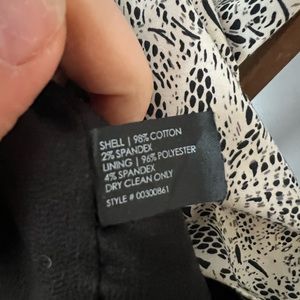 SHELL | 98% COTTON
2% SPANDEX
LINING | 96% POLYESTER
4% SPANDEX
DRY CLEAN ONLY
STYLE # 00300861